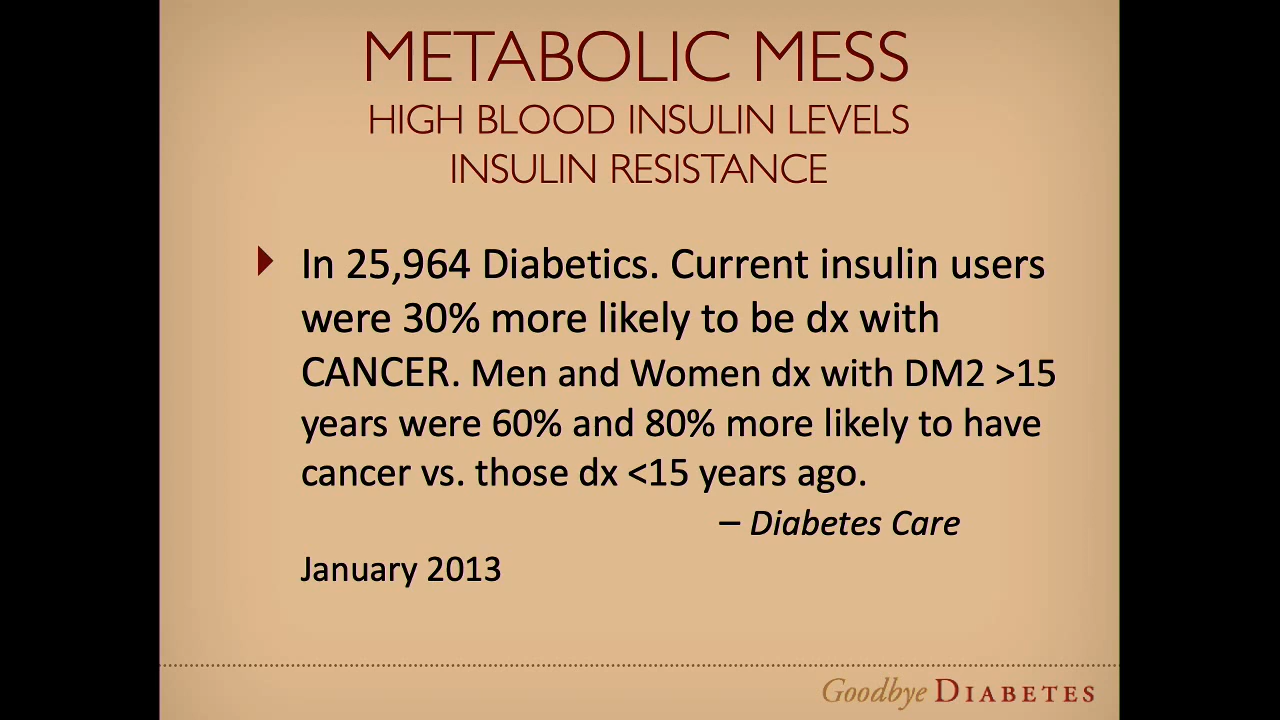 METABOLIC MESS
HIGH BLOOD INSULIN LEVELS
INSULIN RESISTANCE
In 25,964 Diabetics. Current insulin users
were 30% more likely to be dx with
CANCER. Men and Women dx with DM2 >15
years were 60% and 80% more likely to have
cancer vs. those dx <15 years ago.
– Diabetes Care
January 2013
Goodbye DIABETES